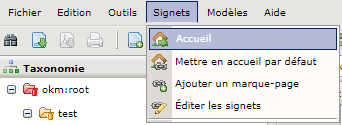 Fichier Edition Outils Signets Modèles Aide
Accueil
Mettre en accueil par défaut
Ajouter un marque-page
Éditer les signets
Taxonomie
okm:root
test